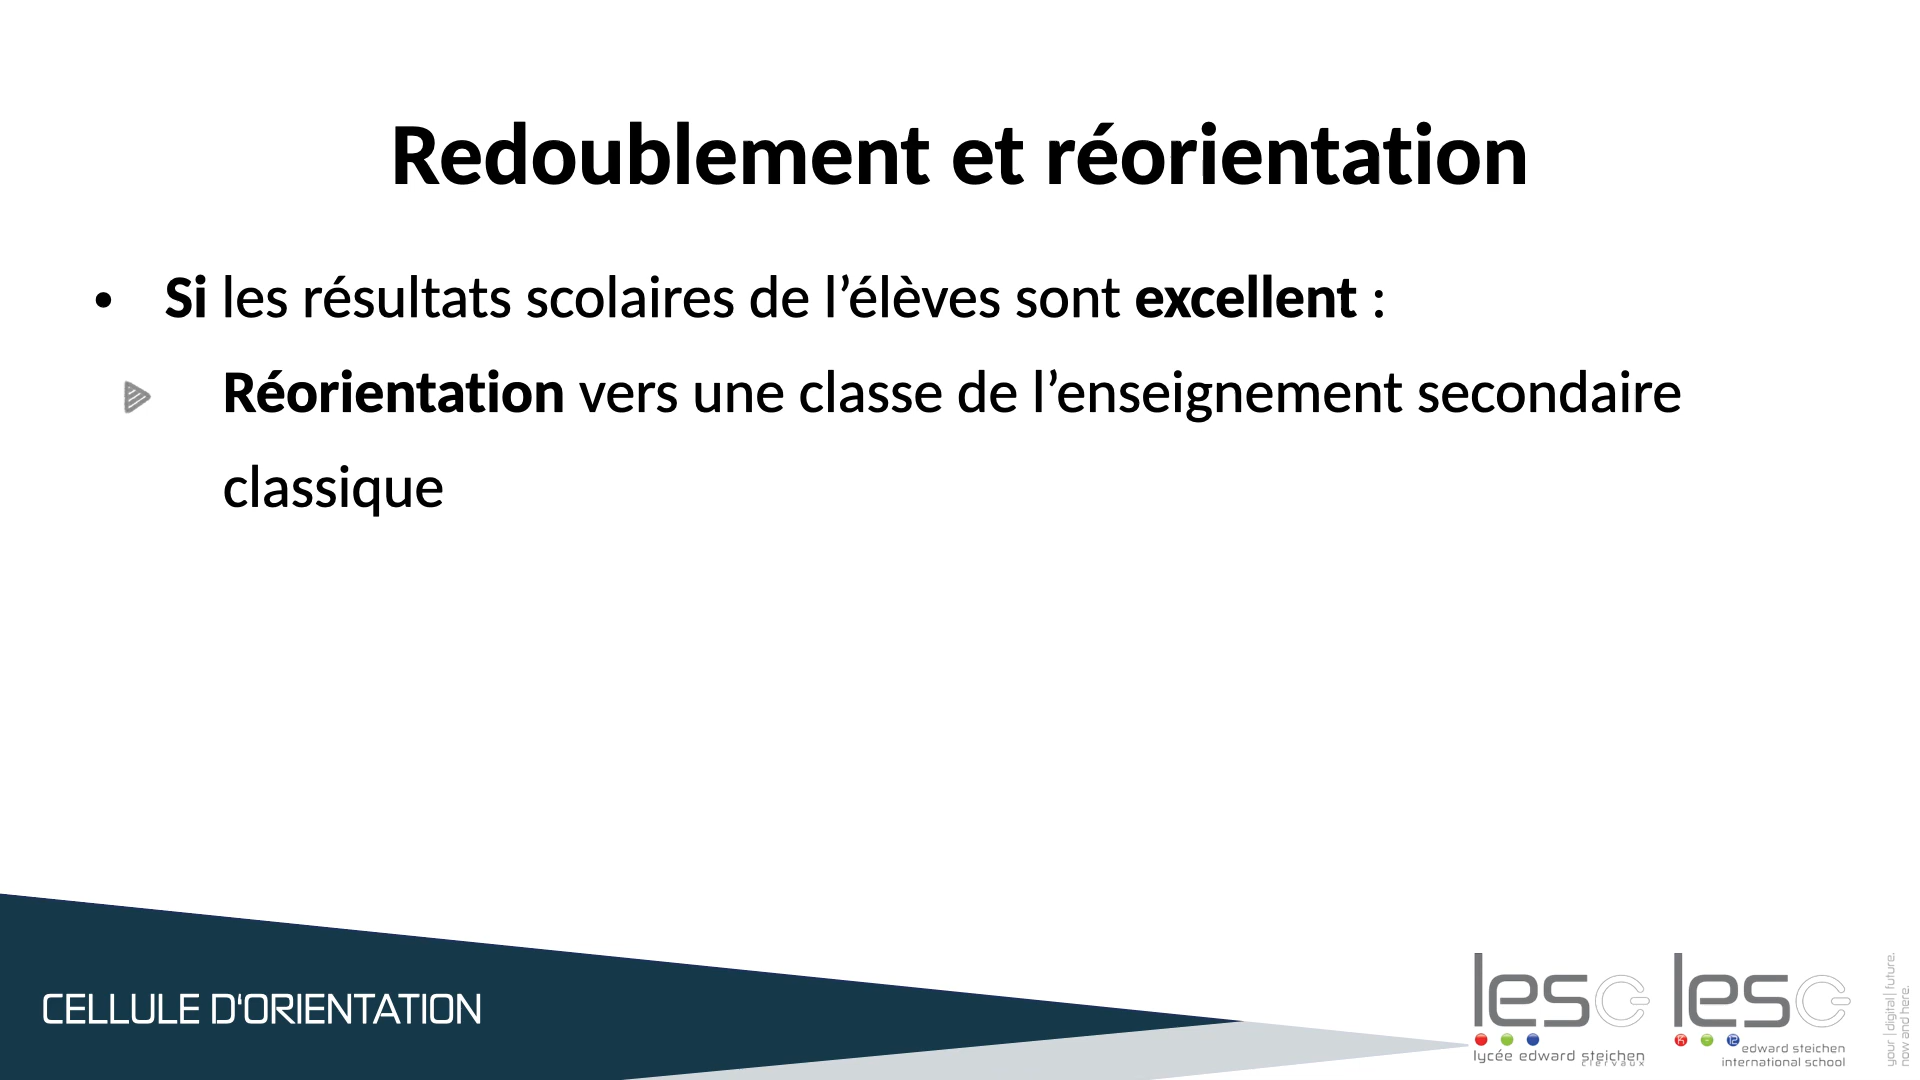 Redoublement et réorientation
• Si les résultats scolaires de l’élèves sont excellent :
Réorientation vers une classe de l’enseignement secondaire
classique
CELLULE D'ORIENTATION
lesc
lycée edward steichen
clervaux
lesc
K 12
edward steichen
international school
your | digital | future.
now and here.